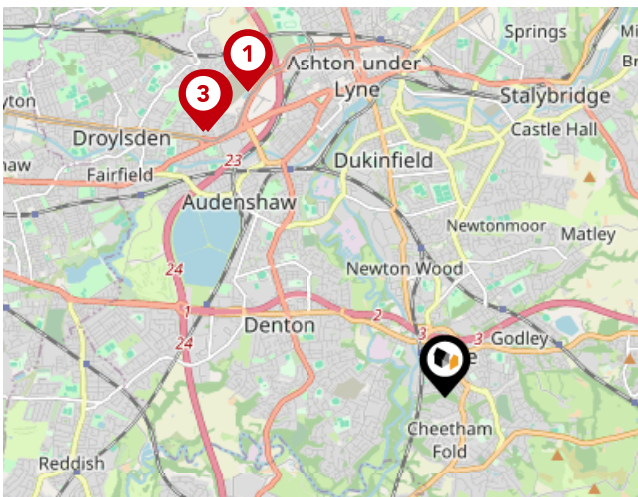 Springs
1
Ashton under
Lyne
3
Stalybridge
Droylsden
Castle Hall
23
Dukinfield
Fairfield
Audenshaw
Newtonmoor
Matley
24
Newton Wood
1
2
Denton
3
3
Godley
24
Cheetham
Fold
Reddish